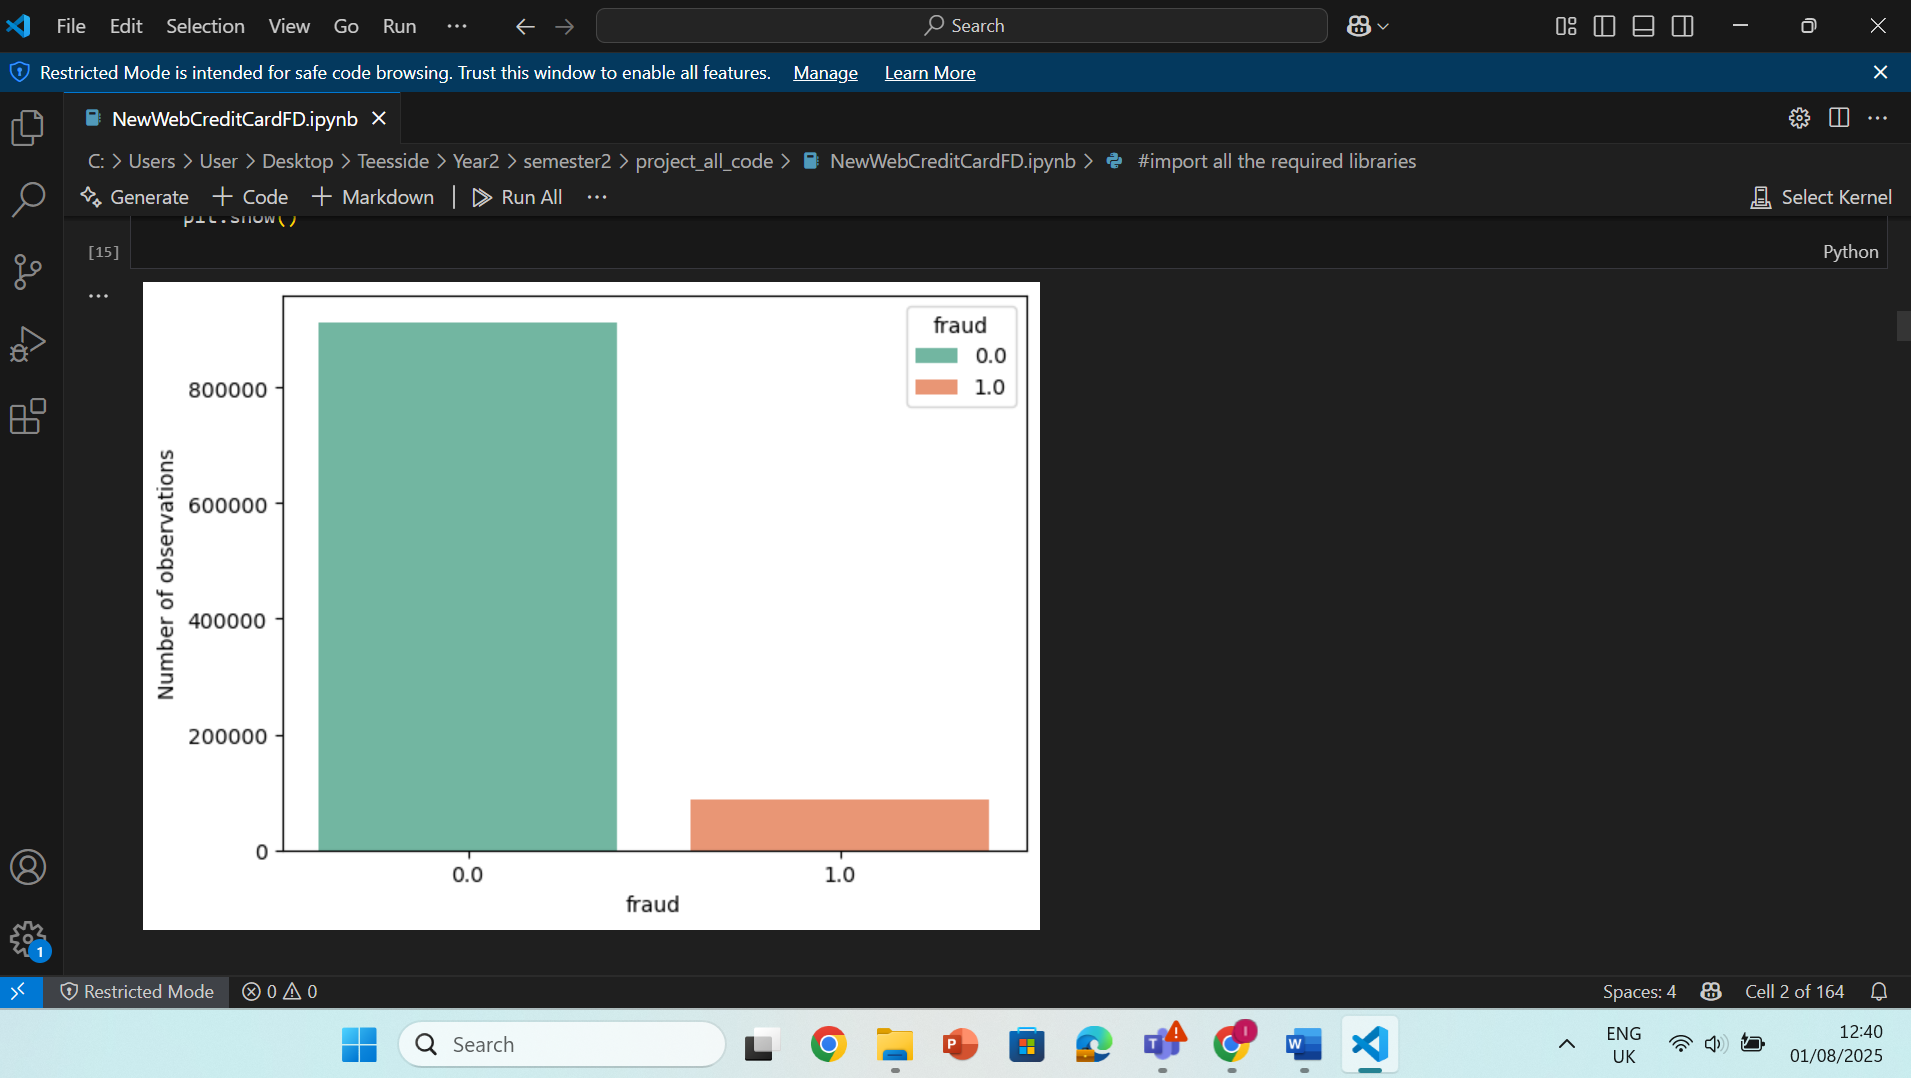 File Edit Selection View Go Run ··· Search
Restricted Mode is intended for safe code browsing. Trust this window to enable all features. Manage Learn More
NewWebCreditCardFD.ipynb
C: > Users > User > Desktop > Teesside > Year2 > semester2 > project_all_code > NewWebCreditCardFD.ipynb > #import all the required libraries
Generate + Code + Markdown | Run All ··· Select Kernel
plt.show()
[15] Python
fraud
0.0
1.0
800000
600000
400000
200000
0
Number of observations
0.0 1.0
fraud
1
Restricted Mode 0 0 Spaces: 4 Cell 2 of 164
Search
ENG
UK
12:40
01/08/2025